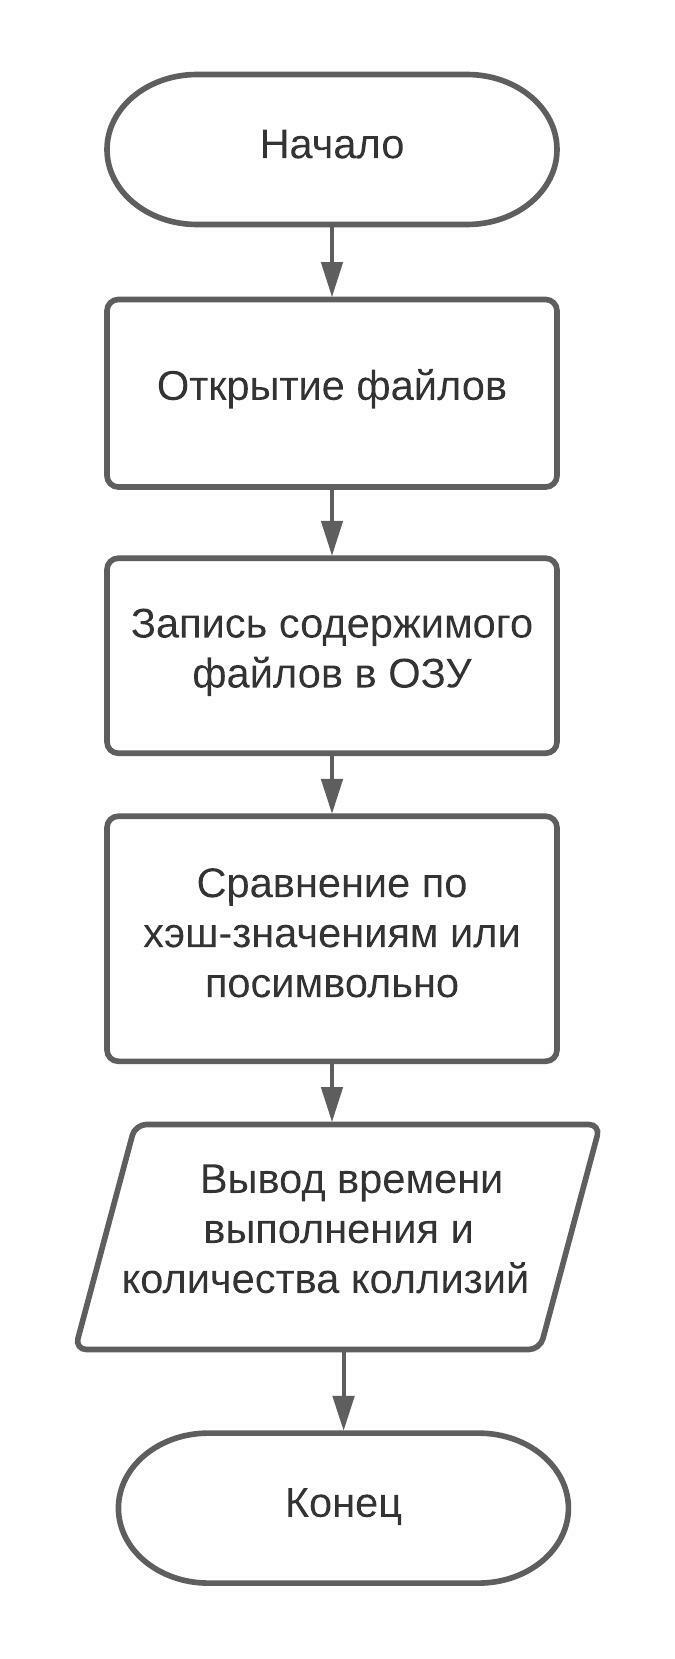 Начало
Открытие файлов
Запись содержимого
файлов в ОЗУ
Сравнение по
хэш-значениям или
посимвольно
Вывод времени
выполнения и
количества коллизий
Конец